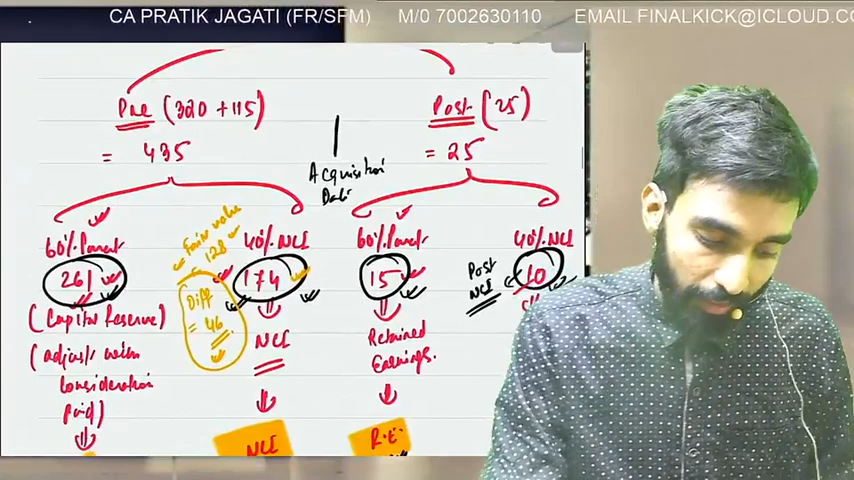 . CA PRATIK JAGATI (FR/SFM) M/0 7002630110 EMAIL FINALKICK@ICLOUD.CO
Pre (320 + 115)
= 435
Post (25)
= 25
Acquisition
Date
60% Parent
261
(Capital Reserve)
(adjust with
consideration
paid)
Fair value
128
Diff
= 46
40% NCI
174
NCI
NCI
60% Parent
15
Retained
Earnings.
R.E.
40% NCI
10
Post
NCI